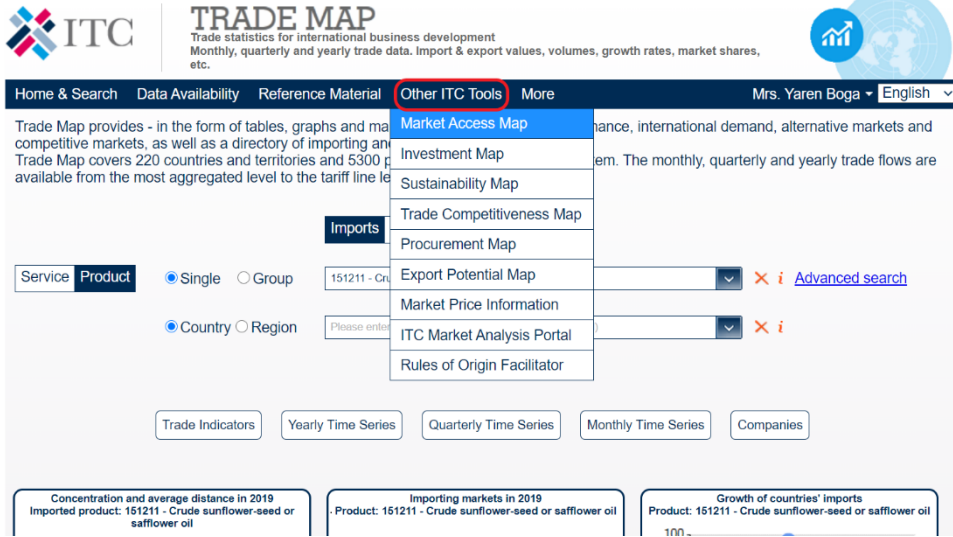 ITC
TRADE MAP
Trade statistics for international business development
Monthly, quarterly and yearly trade data. Import & export values, volumes, growth rates, market shares,
etc.
Home & Search Data Availability Reference Material Other ITC Tools More Mrs. Yaren Boga English
Trade Map provides - in the form of tables, graphs and ma
competitive markets, as well as a directory of importing an
Trade Map covers 220 countries and territories and 5300 p
available from the most aggregated level to the tariff line le
Market Access Map
Investment Map
Sustainability Map
Trade Competitiveness Map
Procurement Map
Export Potential Map
Market Price Information
ITC Market Analysis Portal
Rules of Origin Facilitator
ance, international demand, alternative markets and
tem. The monthly, quarterly and yearly trade flows are
Imports
Service Product Single Group 151211 - Cru i Advanced search
Country Region Please enter ) i
Trade Indicators Yearly Time Series Quarterly Time Series Monthly Time Series Companies
Concentration and average distance in 2019
Imported product: 151211 - Crude sunflower-seed or
safflower oil
Importing markets in 2019
Product: 151211 - Crude sunflower-seed or safflower oil
Growth of countries' imports
Product: 151211 - Crude sunflower-seed or safflower oil
100